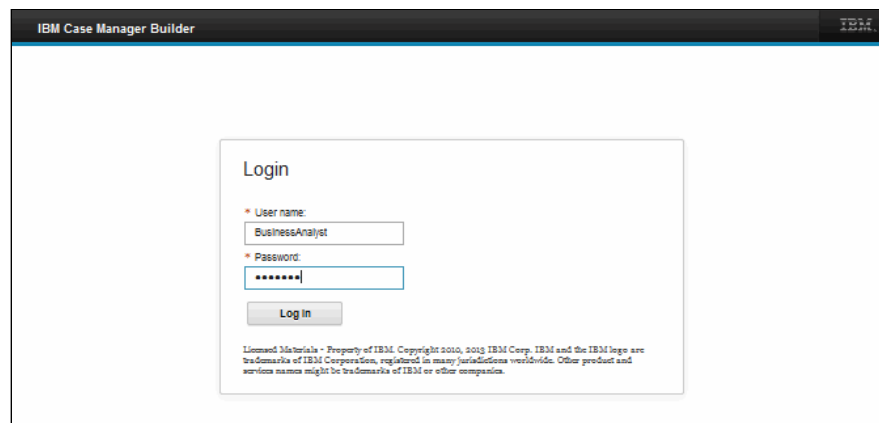 IBM Case Manager Builder
IBM.
Login
* User name:
BusinessAnalyst
* Password:
•••••••
Log In
Licensed Materials - Property of IBM. Copyright 2010, 2013 IBM Corp. IBM and the IBM logo are
trademarks of IBM Corporation, registered in many jurisdictions worldwide. Other product and
services names might be trademarks of IBM or other companies.